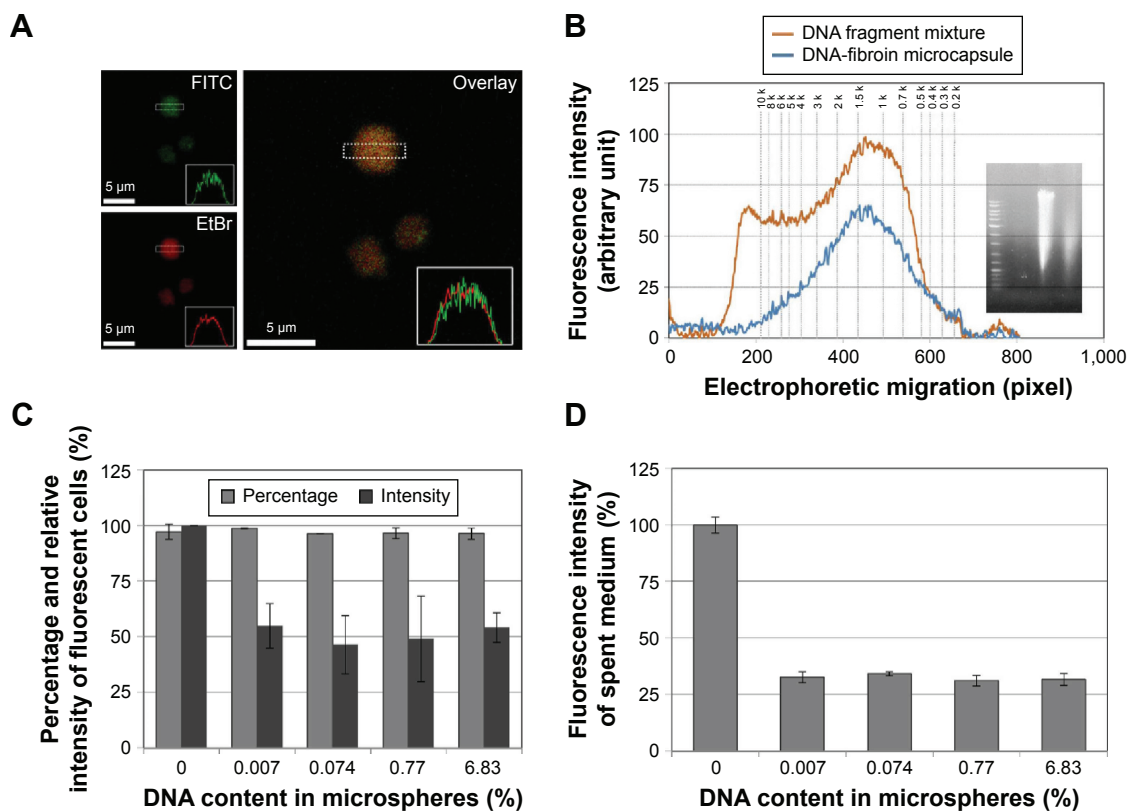 A
FITC
5 µm
EtBr
5 µm
Overlay
5 µm
B
DNA fragment mixture
DNA-fibroin microcapsule
Fluorescence intensity
(arbitrary unit)
125
100
75
50
25
0
10 k
8 k
6 k
5 k
4 k
3 k
2 k
1.5 k
1 k
0.7 k
0.5 k
0.4 k
0.3 k
0.2 k
0
200
400
600
800
1,000
Electrophoretic migration (pixel)
C
Percentage and relative
intensity of fluorescent cells (%)
125
100
75
50
25
0
Percentage
Intensity
0
0.007
0.074
0.77
6.83
DNA content in microspheres (%)
D
Fluorescence intensity
of spent medium (%)
125
100
75
50
25
0
0
0.007
0.074
0.77
6.83
DNA content in microspheres (%)